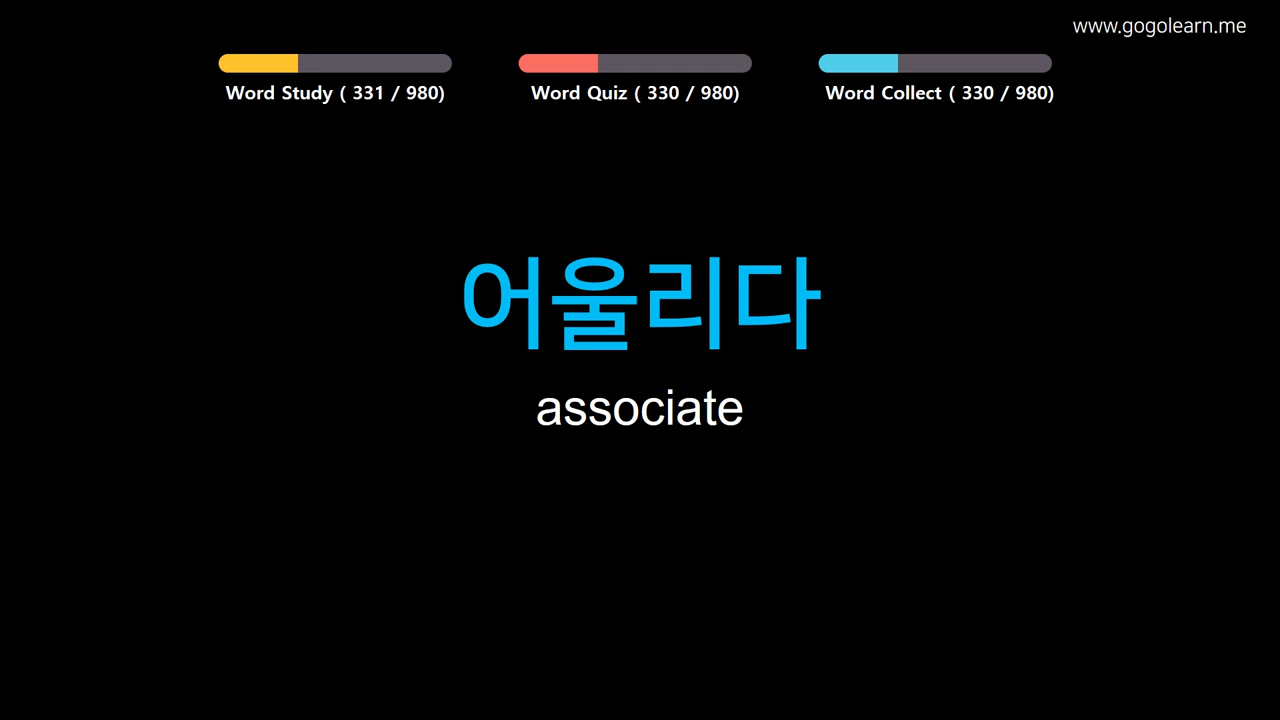 www.gogolearn.me
Word Study ( 331 / 980)
Word Quiz ( 330 / 980)
Word Collect ( 330 / 980)
어울리다
associate